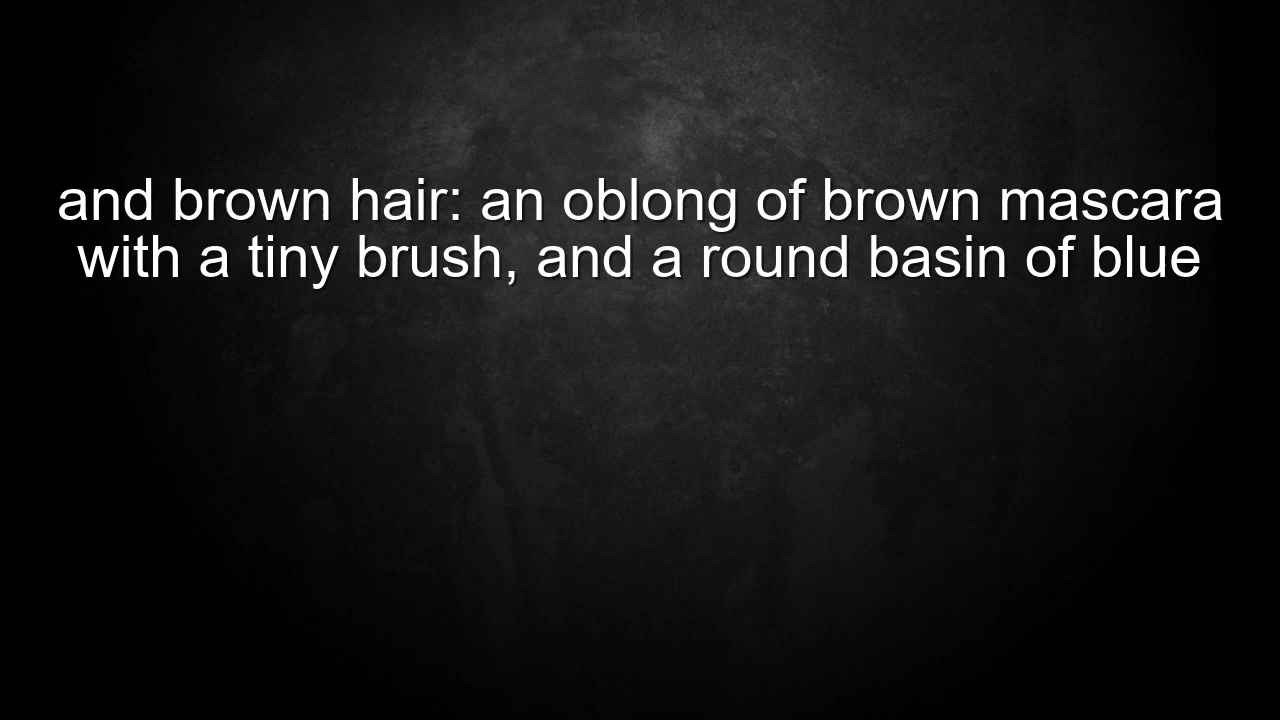 and brown hair: an oblong of brown mascara
with a tiny brush, and a round basin of blue